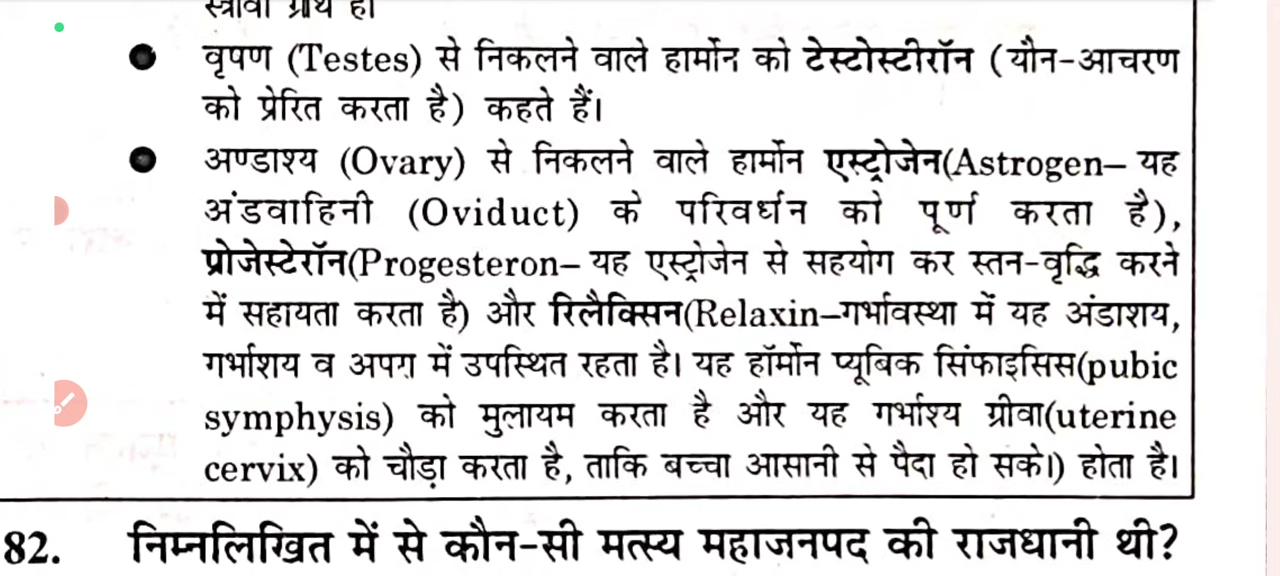 स्त्रावी ग्रंथि है।
● वृषण (Testes) से निकलने वाले हार्मोन को टेस्टोस्टीरॉन (यौन-आचरण
को प्रेरित करता है) कहते हैं।
● अण्डाश्य (Ovary) से निकलने वाले हार्मोन एस्ट्रोजेन(Astrogen– यह
अंडवाहिनी (Oviduct) के परिवर्धन को पूर्ण करता है),
प्रोजेस्टेरॉन(Progesteron– यह एस्ट्रोजेन से सहयोग कर स्तन-वृद्धि करने
में सहायता करता है) और रिलैक्सिन(Relaxin–गर्भावस्था में यह अंडाशय,
गर्भाशय व अपरा में उपस्थित रहता है। यह हॉर्मोन प्यूबिक सिंफाइसिस(pubic
symphysis) को मुलायम करता है और यह गर्भाश्य ग्रीवा(uterine
cervix) को चौड़ा करता है, ताकि बच्चा आसानी से पैदा हो सके।) होता है।
82. निम्नलिखित में से कौन-सी मत्स्य महाजनपद की राजधानी थी?